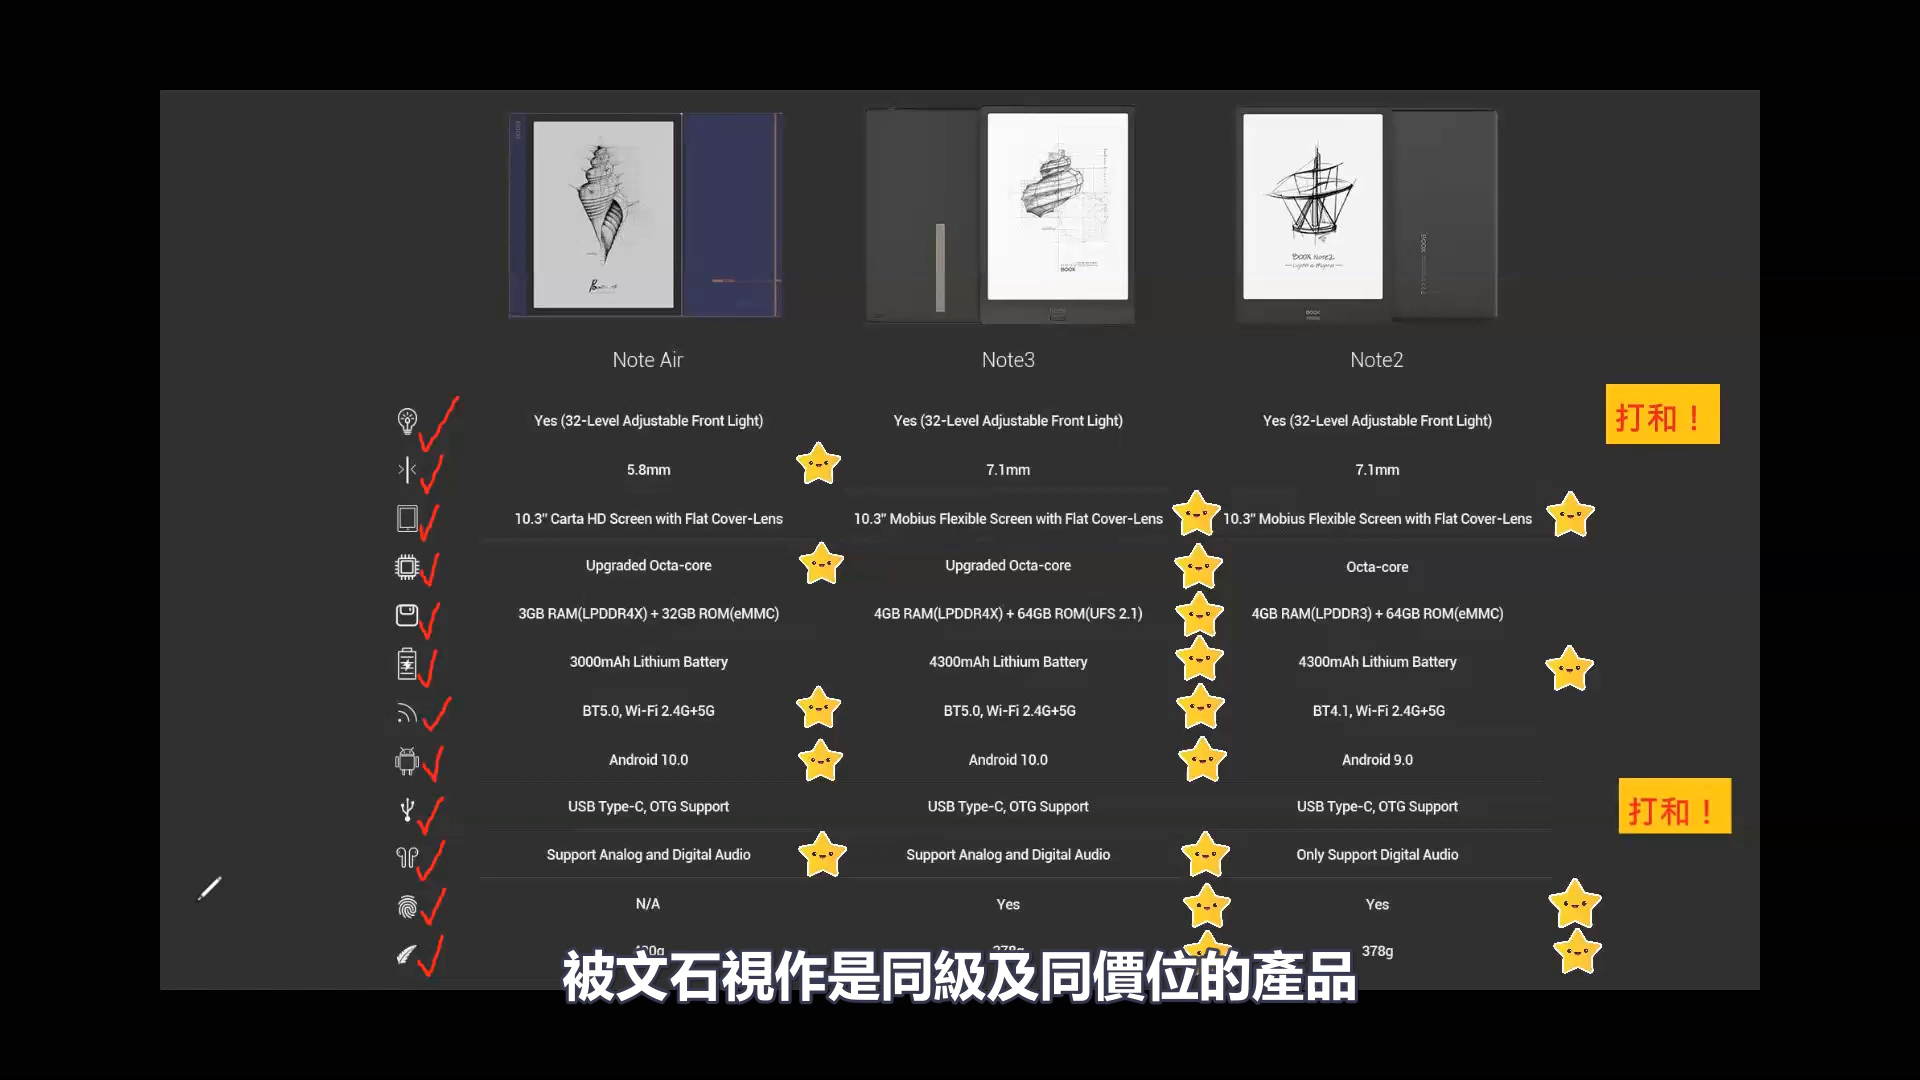 BOOX
BOOX Note2
BOOX
BOOX
Note Air
Note3
Note2
Yes (32-Level Adjustable Front Light)
Yes (32-Level Adjustable Front Light)
Yes (32-Level Adjustable Front Light)
打和！
5.8mm
7.1mm
7.1mm
10.3" Carta HD Screen with Flat Cover-Lens
10.3" Mobius Flexible Screen with Flat Cover-Lens
10.3" Mobius Flexible Screen with Flat Cover-Lens
Upgraded Octa-core
Upgraded Octa-core
Octa-core
3GB RAM(LPDDR4X) + 32GB ROM(eMMC)
4GB RAM(LPDDR4X) + 64GB ROM(UFS 2.1)
4GB RAM(LPDDR3) + 64GB ROM(eMMC)
3000mAh Lithium Battery
4300mAh Lithium Battery
4300mAh Lithium Battery
BT5.0, Wi-Fi 2.4G+5G
BT5.0, Wi-Fi 2.4G+5G
BT4.1, Wi-Fi 2.4G+5G
Android 10.0
Android 10.0
Android 9.0
USB Type-C, OTG Support
USB Type-C, OTG Support
USB Type-C, OTG Support
打和！
Support Analog and Digital Audio
Support Analog and Digital Audio
Only Support Digital Audio
N/A
Yes
Yes
378g
378g
被文石視作是同級及同價位的產品